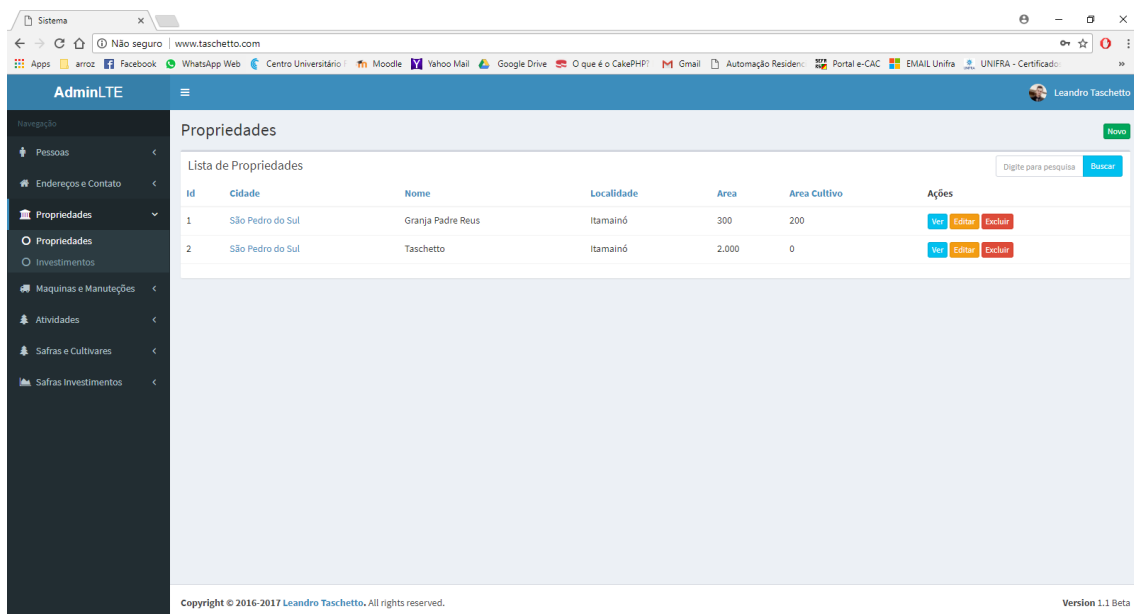 Sistema
Não seguro | www.taschetto.com
Apps arroz Facebook WhatsApp Web Centro Universitário Moodle Yahoo Mail Google Drive O que é o CakePHP? Gmail Automação Residenc Portal e-CAC EMAIL Unifra UNIFRA - Certificado »
AdminLTE Leandro Taschetto
Navegação
Propriedades Novo
Pessoas
Lista de Propriedades Digite para pesquisa Buscar
Endereços e Contato
Id Cidade Nome Localidade Area Area Cultivo Ações
Propriedades
1 São Pedro do Sul Granja Padre Reus Itamainó 300 200 Ver Editar Excluir
Propriedades
2 São Pedro do Sul Taschetto Itamainó 2.000 0 Ver Editar Excluir
Investimentos
Maquinas e Manuteções
Atividades
Safras e Cultivares
Safras Investimentos
Copyright © 2016-2017 Leandro Taschetto. All rights reserved. Version 1.1 Beta